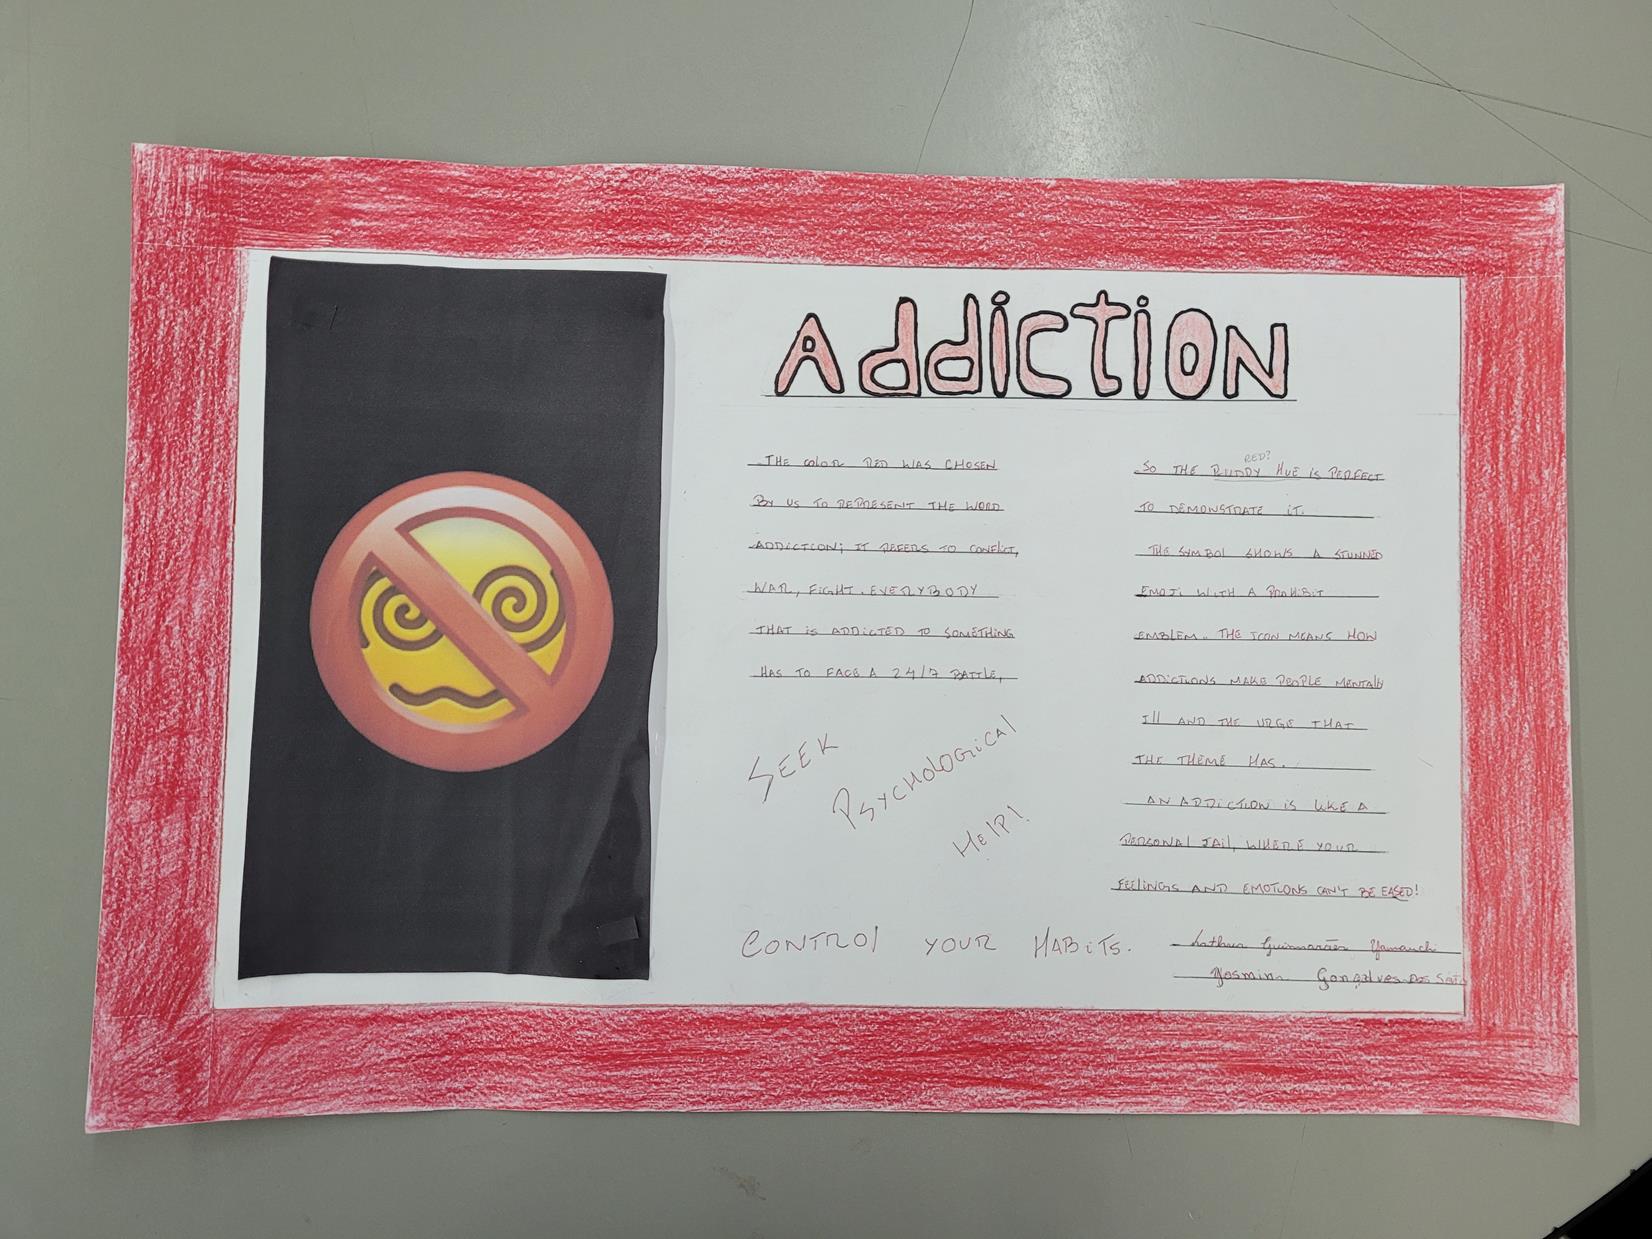 Addiction
THE COLOR RED WAS CHOSEN
BY US TO REPRESENT THE WORD
ADDICTION; IT REFERS TO CONFLICT,
WAR, FIGHT. EVERYBODY
THAT IS ADDICTED TO SOMETHING
HAS TO FACE A 24/7 BATTLE,
SEEK
PSYCHOLOGICAL
HELP!
CONTROL YOUR HABITS.
RED?
SO THE RUDDY HUE IS PERFECT
TO DEMONSTRATE IT.
THE SYMBOL SHOWS A STUNNED
EMOJI WITH A PROHIBIT
EMBLEM. THE ICON MEANS HOW
ADDICTIONS MAKE PEOPLE MENTALLY
ILL AND THE URGE THAT
THE THEME HAS.
AN ADDICTION IS LIKE A
PERSONAL JAIL, WHERE YOUR
FEELINGS AND EMOTIONS CAN'T BE EASED!
Guimarães Yamauchi
Yasmin Gonçalves Dos